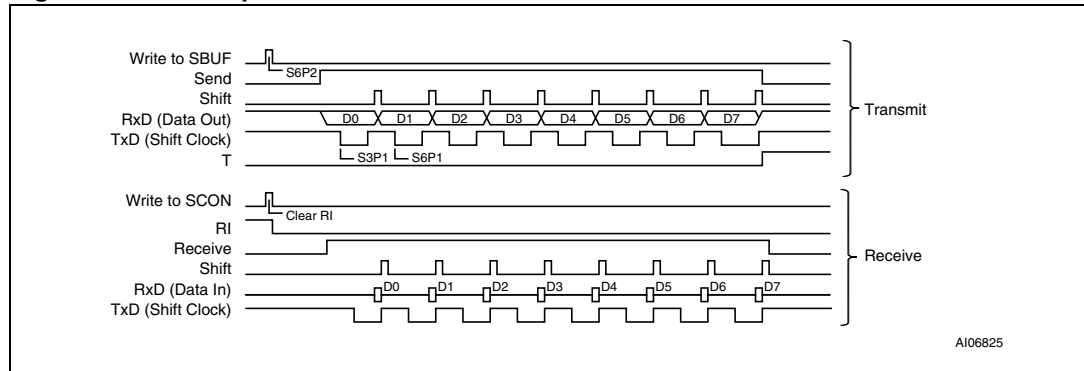 Write to SBUF
S6P2
Send
Shift
RxD (Data Out) D0 D1 D2 D3 D4 D5 D6 D7
TxD (Shift Clock)
S3P1 S6P1
T
Transmit
Write to SCON
Clear RI
RI
Receive
Shift
RxD (Data In) D0 D1 D2 D3 D4 D5 D6 D7
TxD (Shift Clock)
Receive
AI06825